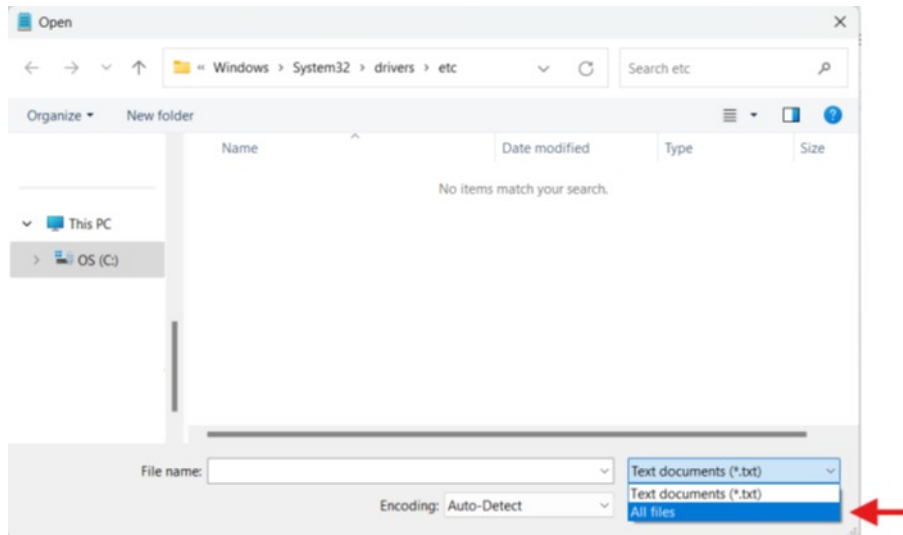 Open
« Windows > System32 > drivers > etc
Search etc
Organize
New folder
Name
Date modified
Type
Size
No items match your search.
This PC
OS (C:)
File name:
Text documents (*.txt)
Text documents (*.txt)
Encoding: Auto-Detect
All files